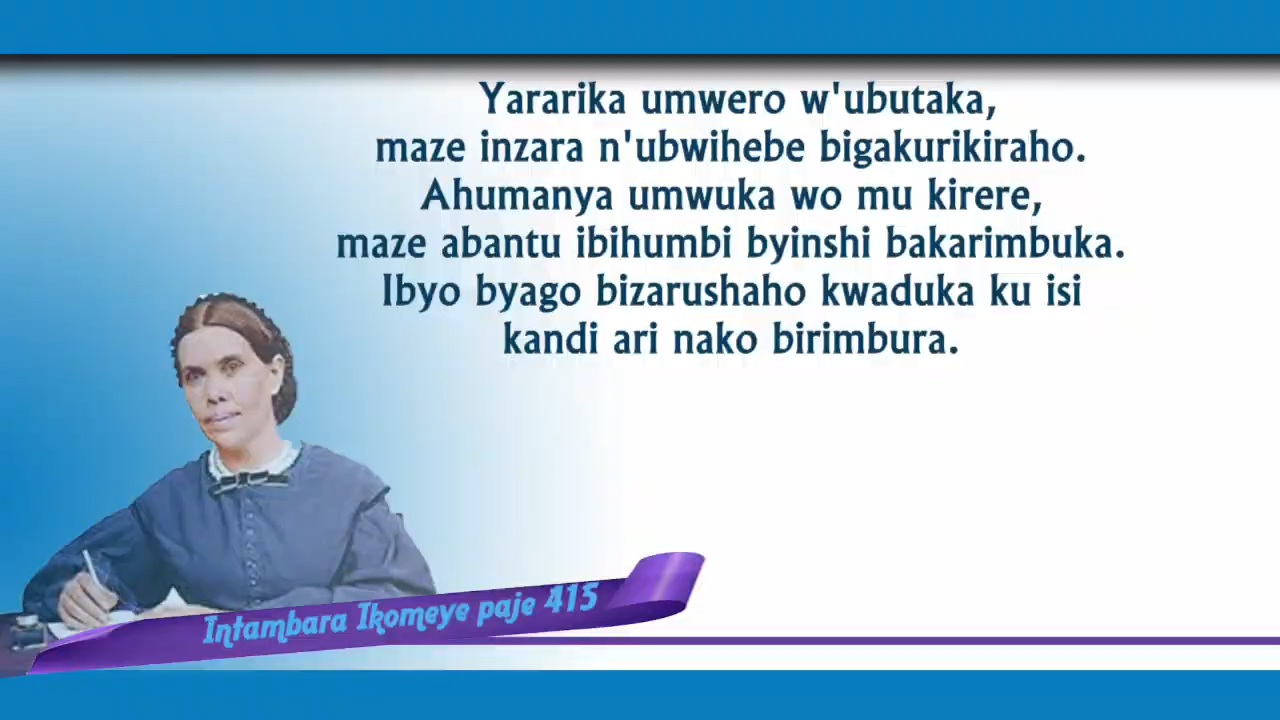 Yararika umwero w'ubutaka,
maze inzara n'ubwihebe bigakurikiraho.
Ahumanya umwuka wo mu kirere,
maze abantu ibihumbi byinshi bakarimbuka.
Ibyo byago bizarushaho kwaduka ku isi
kandi ari nako birimbura.
Intambara Ikomeye paje 415